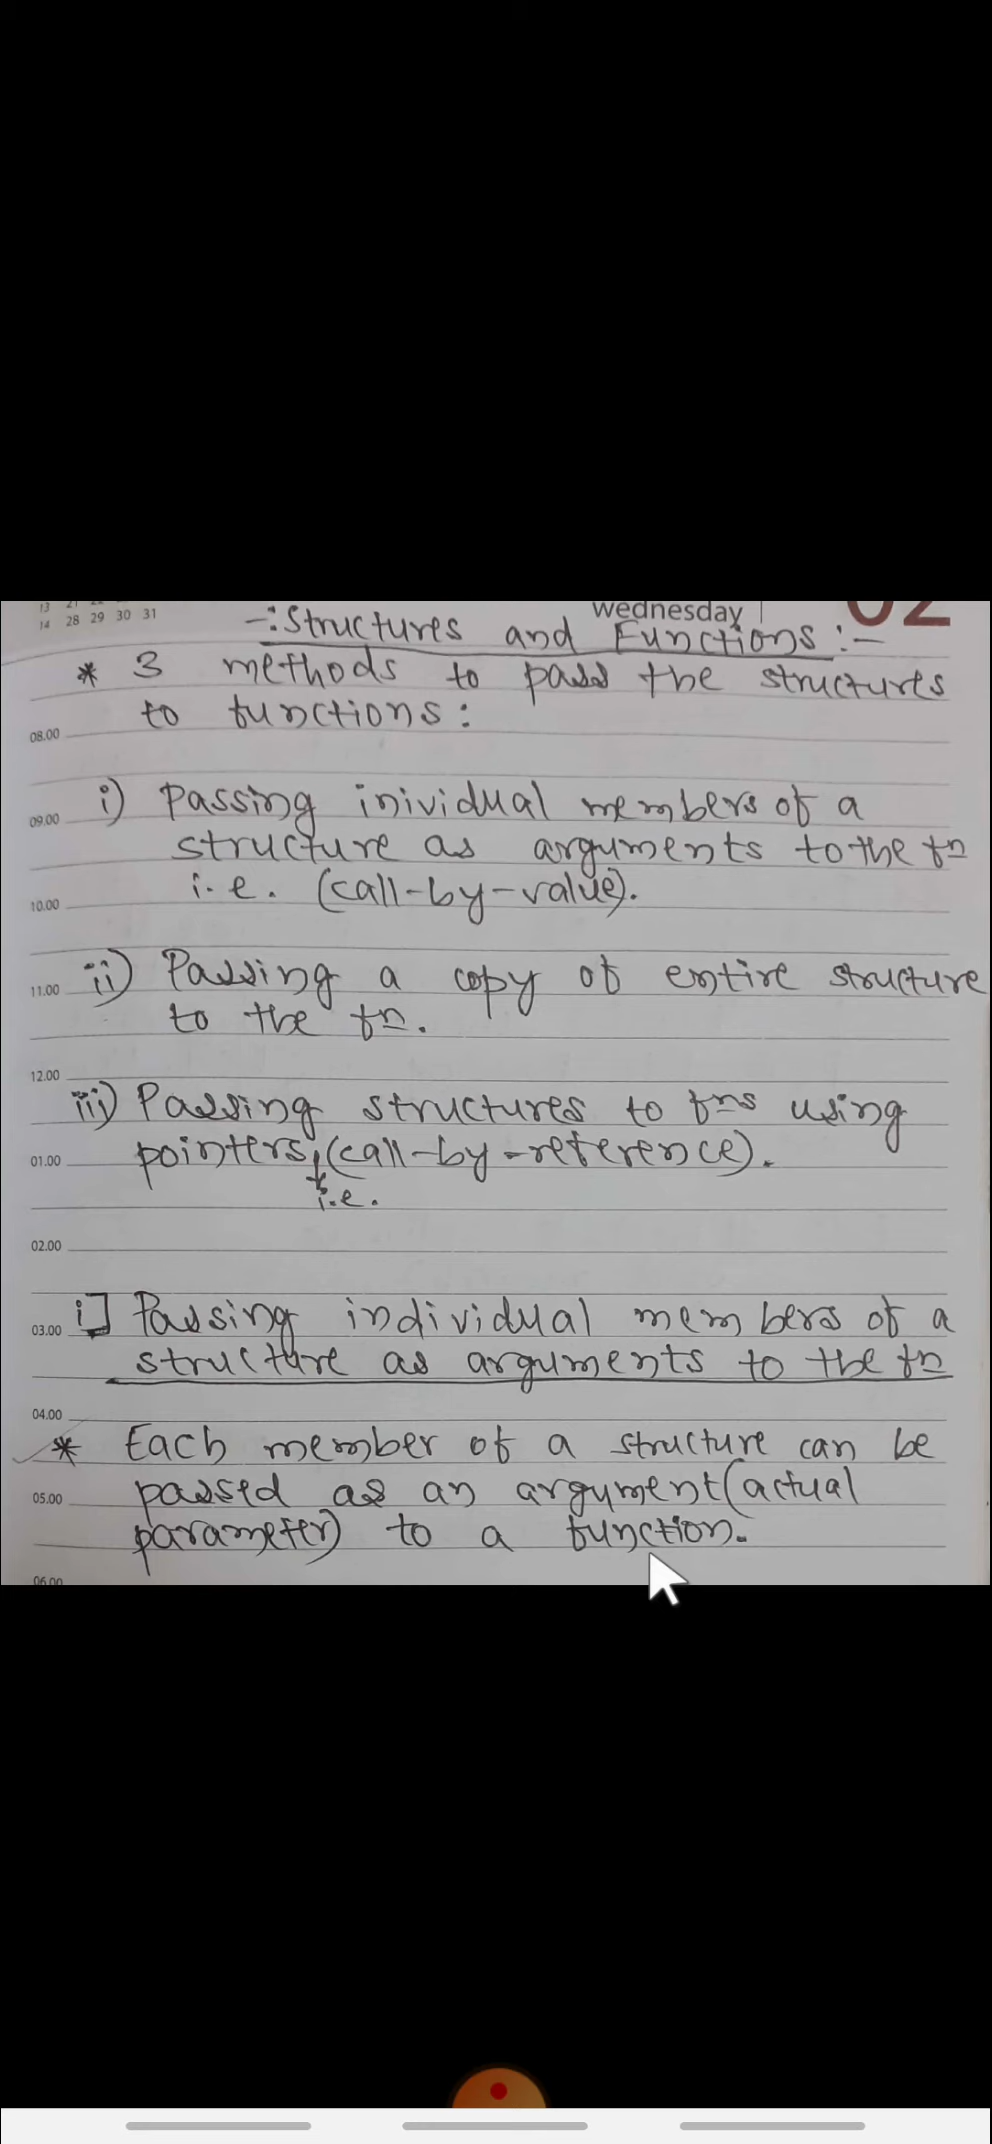 13 21
14 28 29 30 31
Wednesday 02
-:Structures and Functions:-
* 3 methods to pass the structures
to functions:
08.00
i) Passing inividual members of a
09.00
structure as arguments to the fn
i.e. (call-by-value).
10.00
ii) Passing a copy of entire structure
11.00
to the fn.
12.00
iii) Passing structures to fns using
pointers, (call-by-reference).
01.00
i.e.
02.00
i] Passing individual members of a
03.00
structure as arguments to the fn
04.00
* Each member of a structure can be
passed as an argument (actual
05.00
parameter) to a function.
06.00